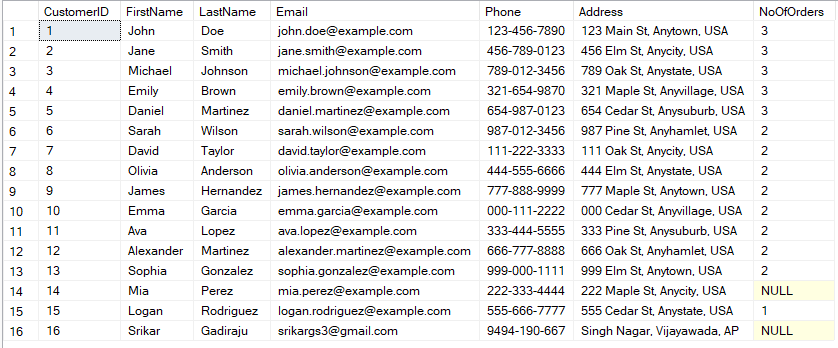 CustomerID FirstName LastName Email Phone Address NoOfOrders
1 1 John Doe john.doe@example.com 123-456-7890 123 Main St, Anytown, USA 3
2 2 Jane Smith jane.smith@example.com 456-789-0123 456 Elm St, Anycity, USA 3
3 3 Michael Johnson michael.johnson@example.com 789-012-3456 789 Oak St, Anystate, USA 3
4 4 Emily Brown emily.brown@example.com 321-654-9870 321 Maple St, Anyvillage, USA 3
5 5 Daniel Martinez daniel.martinez@example.com 654-987-0123 654 Cedar St, Anysuburb, USA 3
6 6 Sarah Wilson sarah.wilson@example.com 987-012-3456 987 Pine St, Anyhamlet, USA 2
7 7 David Taylor david.taylor@example.com 111-222-3333 111 Oak St, Anycity, USA 2
8 8 Olivia Anderson olivia.anderson@example.com 444-555-6666 444 Elm St, Anystate, USA 2
9 9 James Hernandez james.hernandez@example.com 777-888-9999 777 Maple St, Anytown, USA 2
10 10 Emma Garcia emma.garcia@example.com 000-111-2222 000 Cedar St, Anyvillage, USA 2
11 11 Ava Lopez ava.lopez@example.com 333-444-5555 333 Pine St, Anysuburb, USA 2
12 12 Alexander Martinez alexander.martinez@example.com 666-777-8888 666 Oak St, Anyhamlet, USA 2
13 13 Sophia Gonzalez sophia.gonzalez@example.com 999-000-1111 999 Elm St, Anytown, USA 2
14 14 Mia Perez mia.perez@example.com 222-333-4444 222 Maple St, Anycity, USA NULL
15 15 Logan Rodriguez logan.rodriguez@example.com 555-666-7777 555 Cedar St, Anystate, USA 1
16 16 Srikar Gadiraju srikargs3@gmail.com 9494-190-667 Singh Nagar, Vijayawada, AP NULL